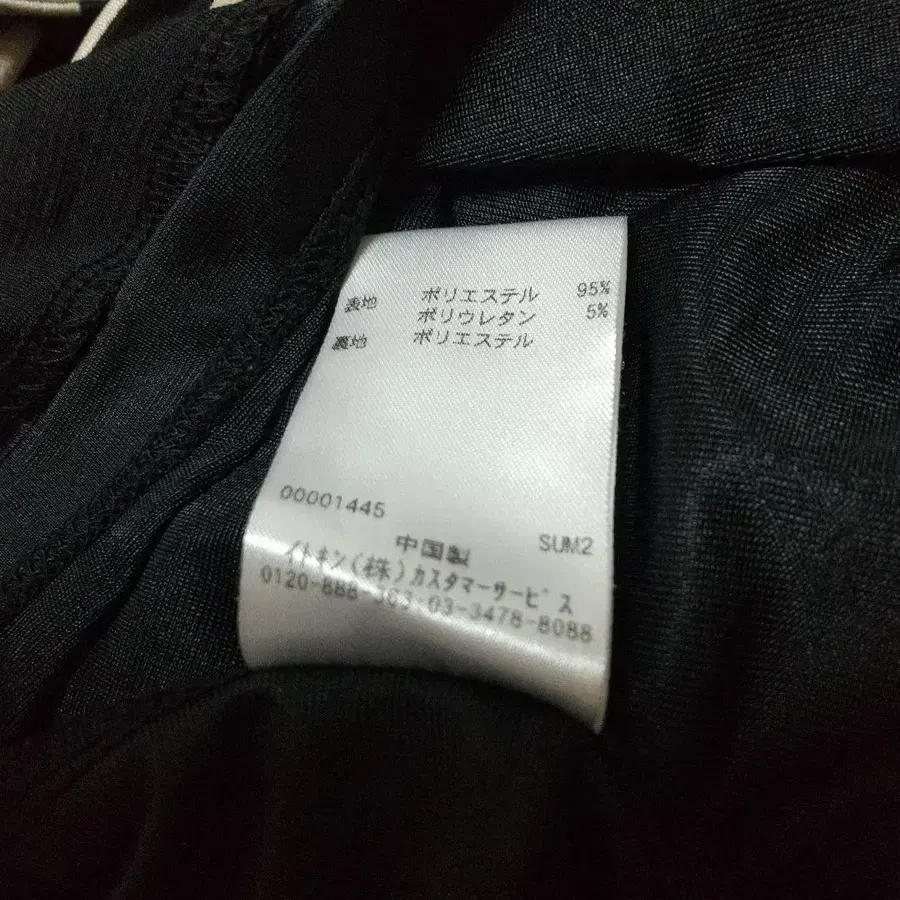 表地 ポリエステル 95%
ポリウレタン 5%
裏地 ポリエステル
00001445
中国製 SUM2
イトキン(株)カスタマーサービス
0120-888-363・03-3478-8088